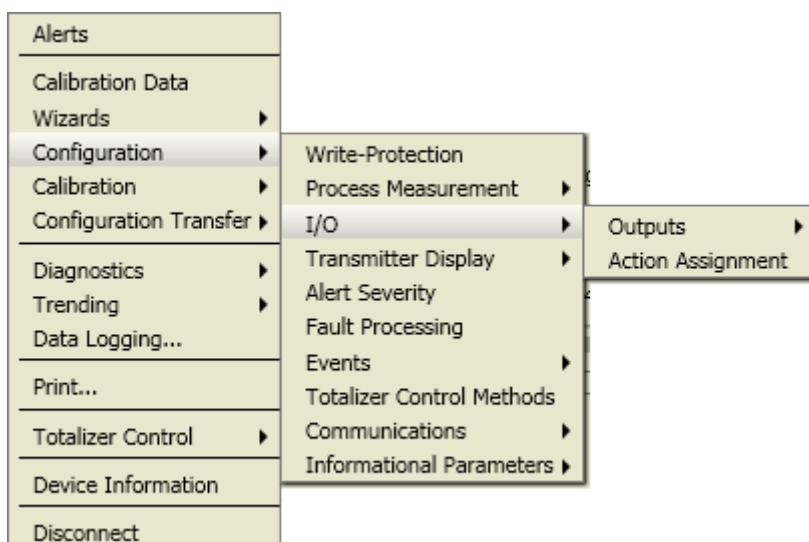 Alerts
Calibration Data
Wizards
Configuration
Calibration
Configuration Transfer
Diagnostics
Trending
Data Logging...
Print...
Totalizer Control
Device Information
Disconnect
Write-Protection
Process Measurement
I/O
Transmitter Display
Alert Severity
Fault Processing
Events
Totalizer Control Methods
Communications
Informational Parameters
Outputs
Action Assignment